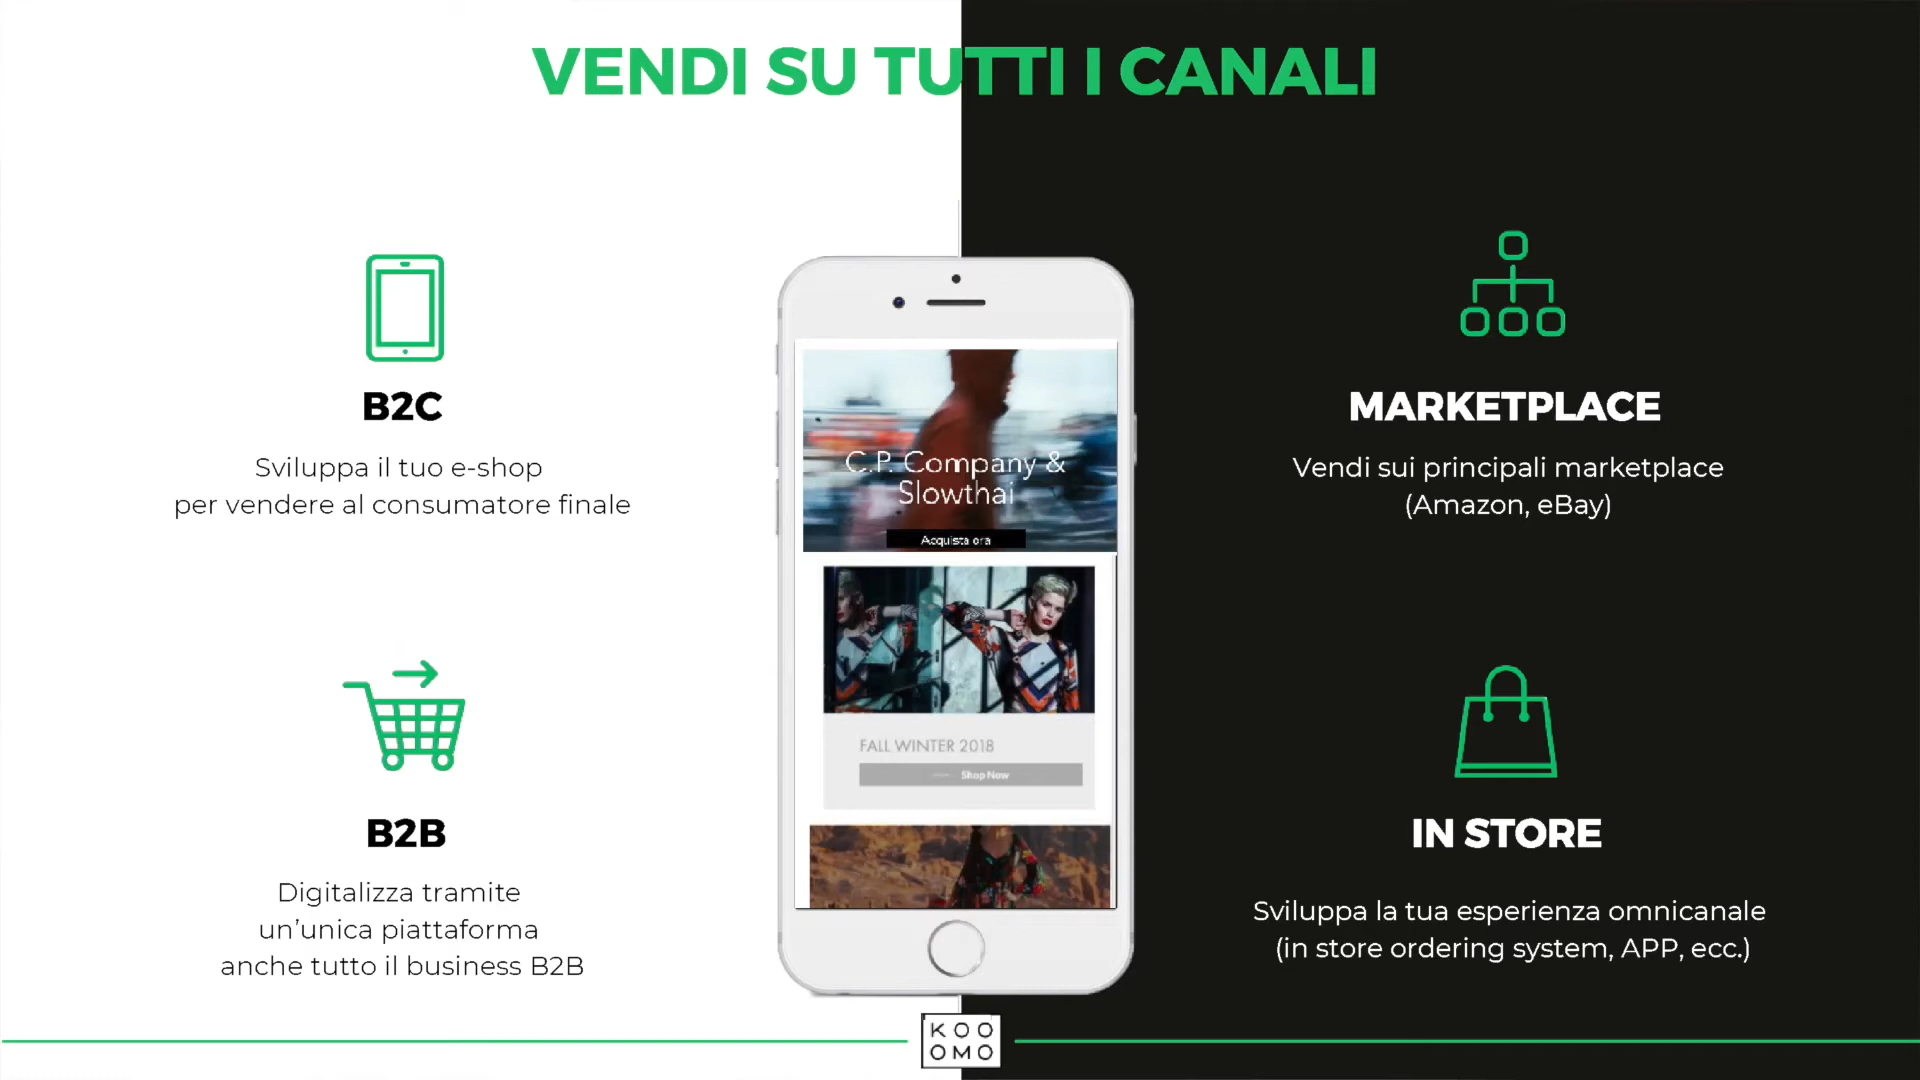 VENDI SU TUTTI I CANALI
B2C
Sviluppa il tuo e-shop
per vendere al consumatore finale
B2B
Digitalizza tramite
un'unica piattaforma
anche tutto il business B2B
C.P. Company &
Slowthai
Acquista ora
FALL WINTER 2018
Shop Now
MARKETPLACE
Vendi sui principali marketplace
(Amazon, eBay)
IN STORE
Sviluppa la tua esperienza omnicanale
(in store ordering system, APP, ecc.)
KOO
OMO